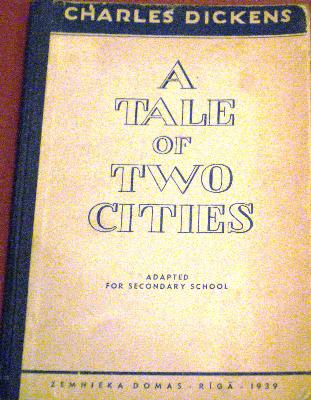 CHARLES DICKENS
A
TALE
OF
TWO
CITIES
ADAPTED
FOR SECONDARY SCHOOL
ZEMNIEKA DOMAS - RĪGĀ - 1939